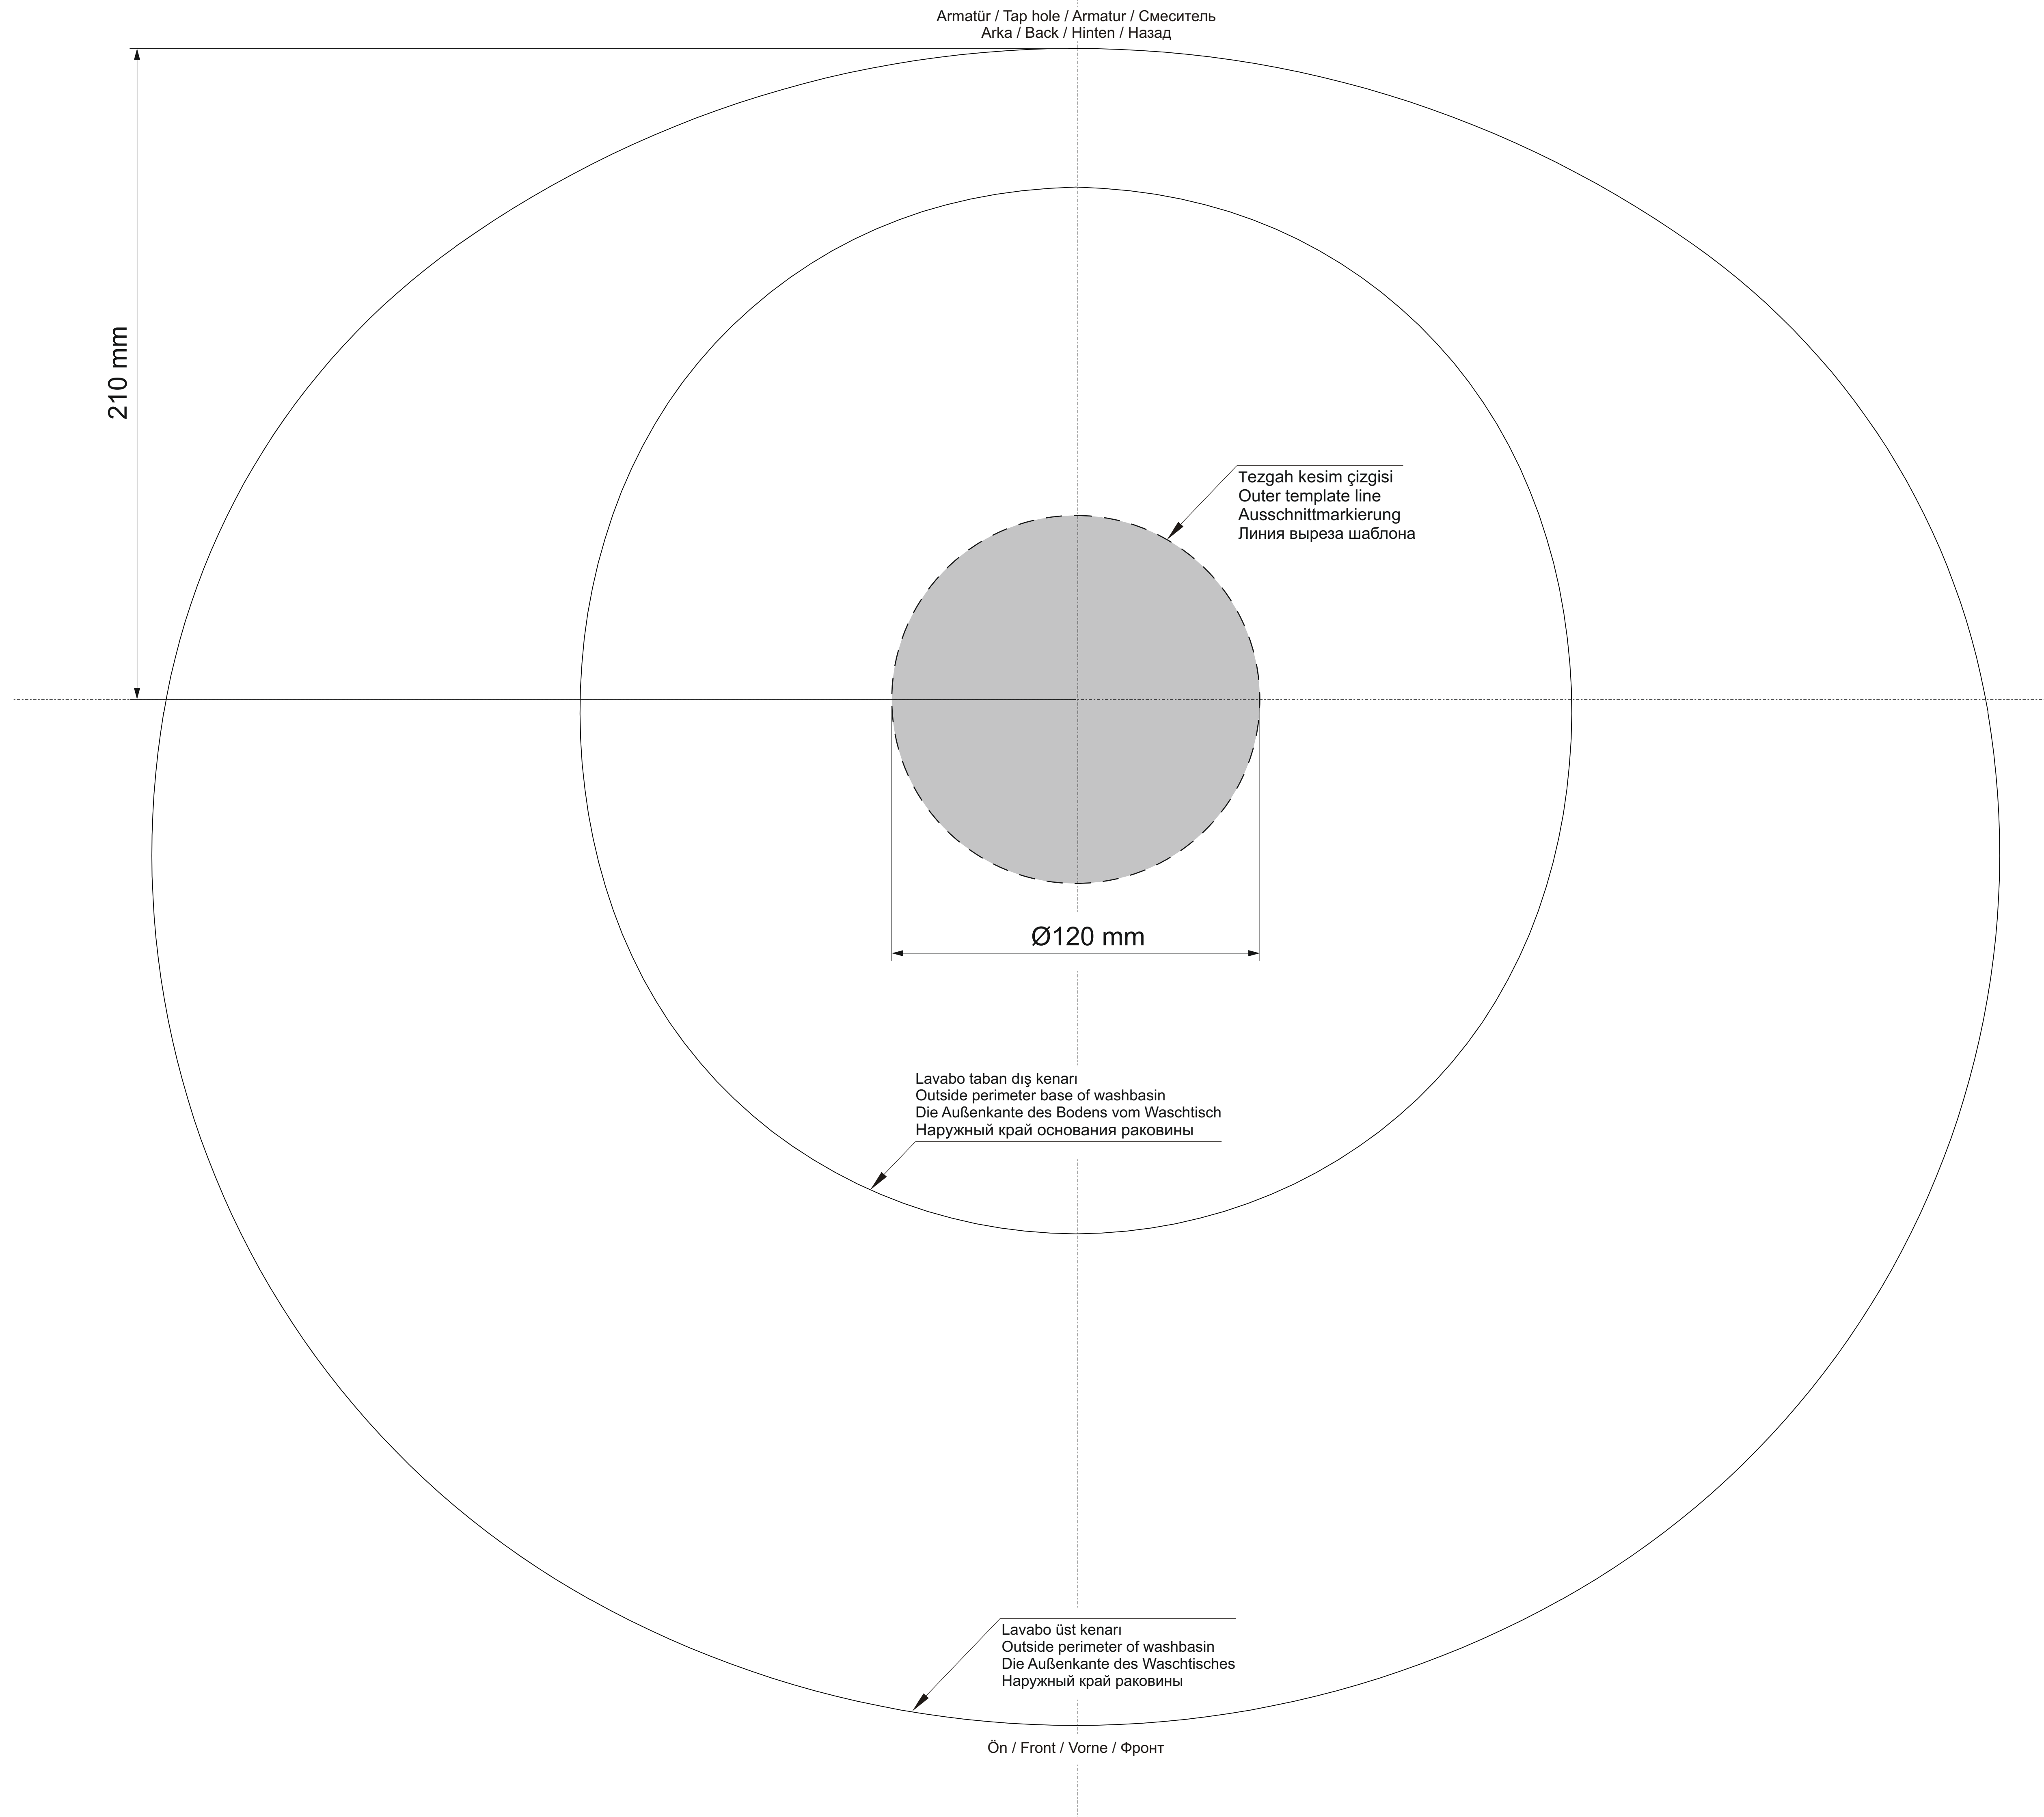 Armatür / Tap hole / Armatur / Смеситель
Arka / Back / Hinten / Назад
210 mm
Tezgah kesim çizgisi
Outer template line
Ausschnittmarkierung
Линия выреза шаблона
Ø120 mm
Lavabo taban dış kenarı
Outside perimeter base of washbasin
Die Außenkante des Bodens vom Waschtisch
Наружный край основания раковины
Lavabo üst kenarı
Outside perimeter of washbasin
Die Außenkante des Waschtisches
Наружный край раковины
Ön / Front / Vorne / Фронт